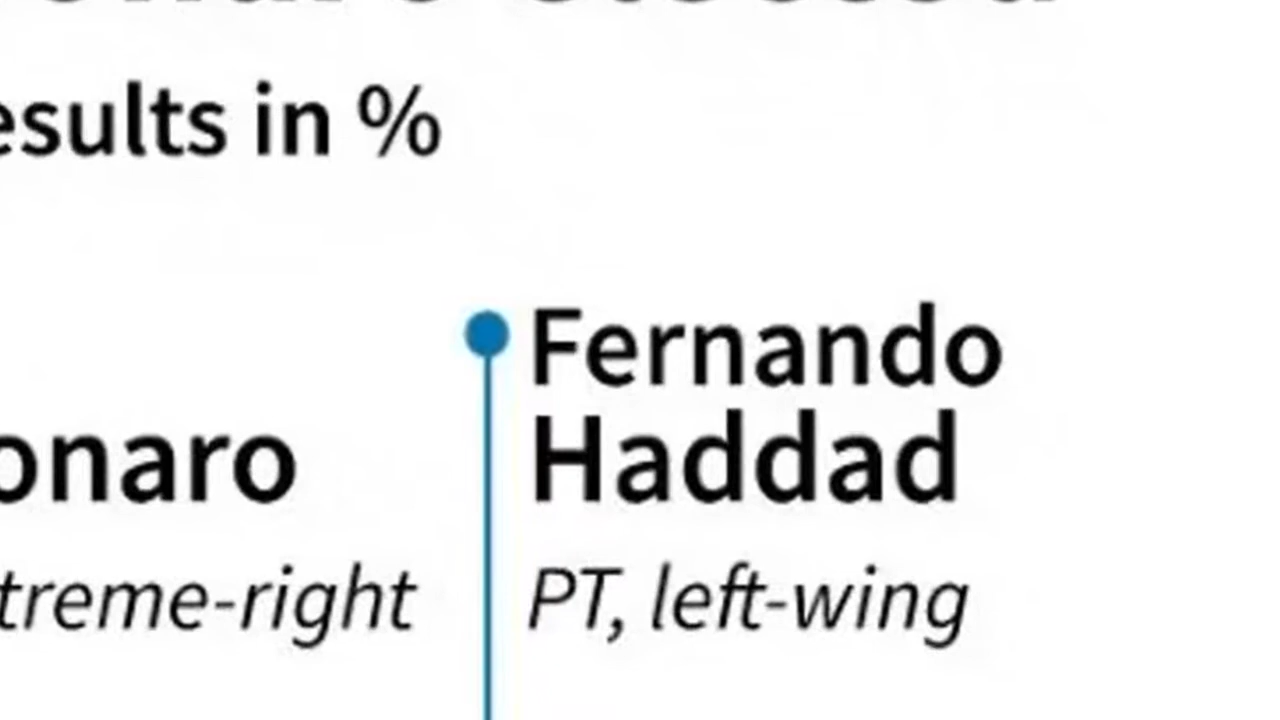 esults in %
Fernando
Haddad
onaro
treme-right
PT, left-wing